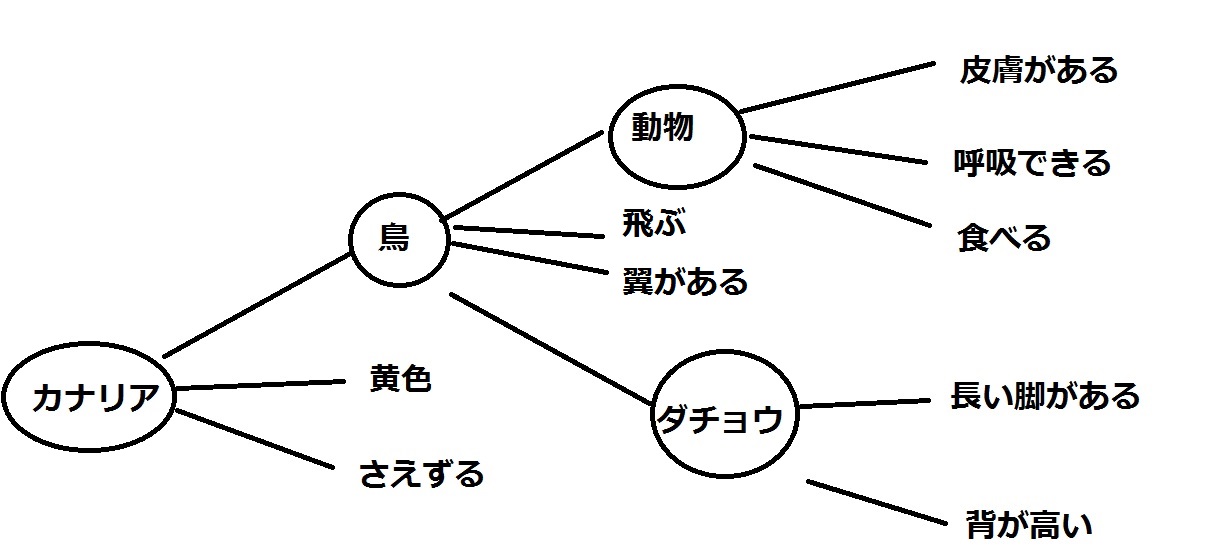 皮膚がある
動物
呼吸できる
飛ぶ
鳥
食べる
翼がある
黄色
カナリア
長い脚がある
ダチョウ
さえずる
背が高い